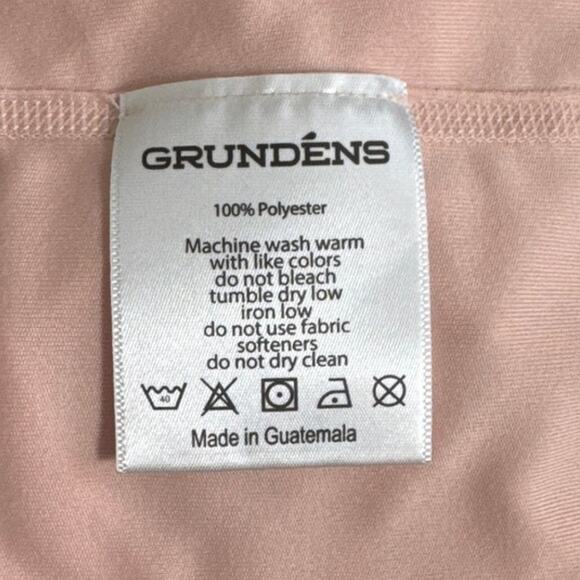 GRUNDÉNS
100% Polyester
Machine wash warm
with like colors
do not bleach
tumble dry low
iron low
do not use fabric
softeners
do not dry clean
40
Made in Guatemala